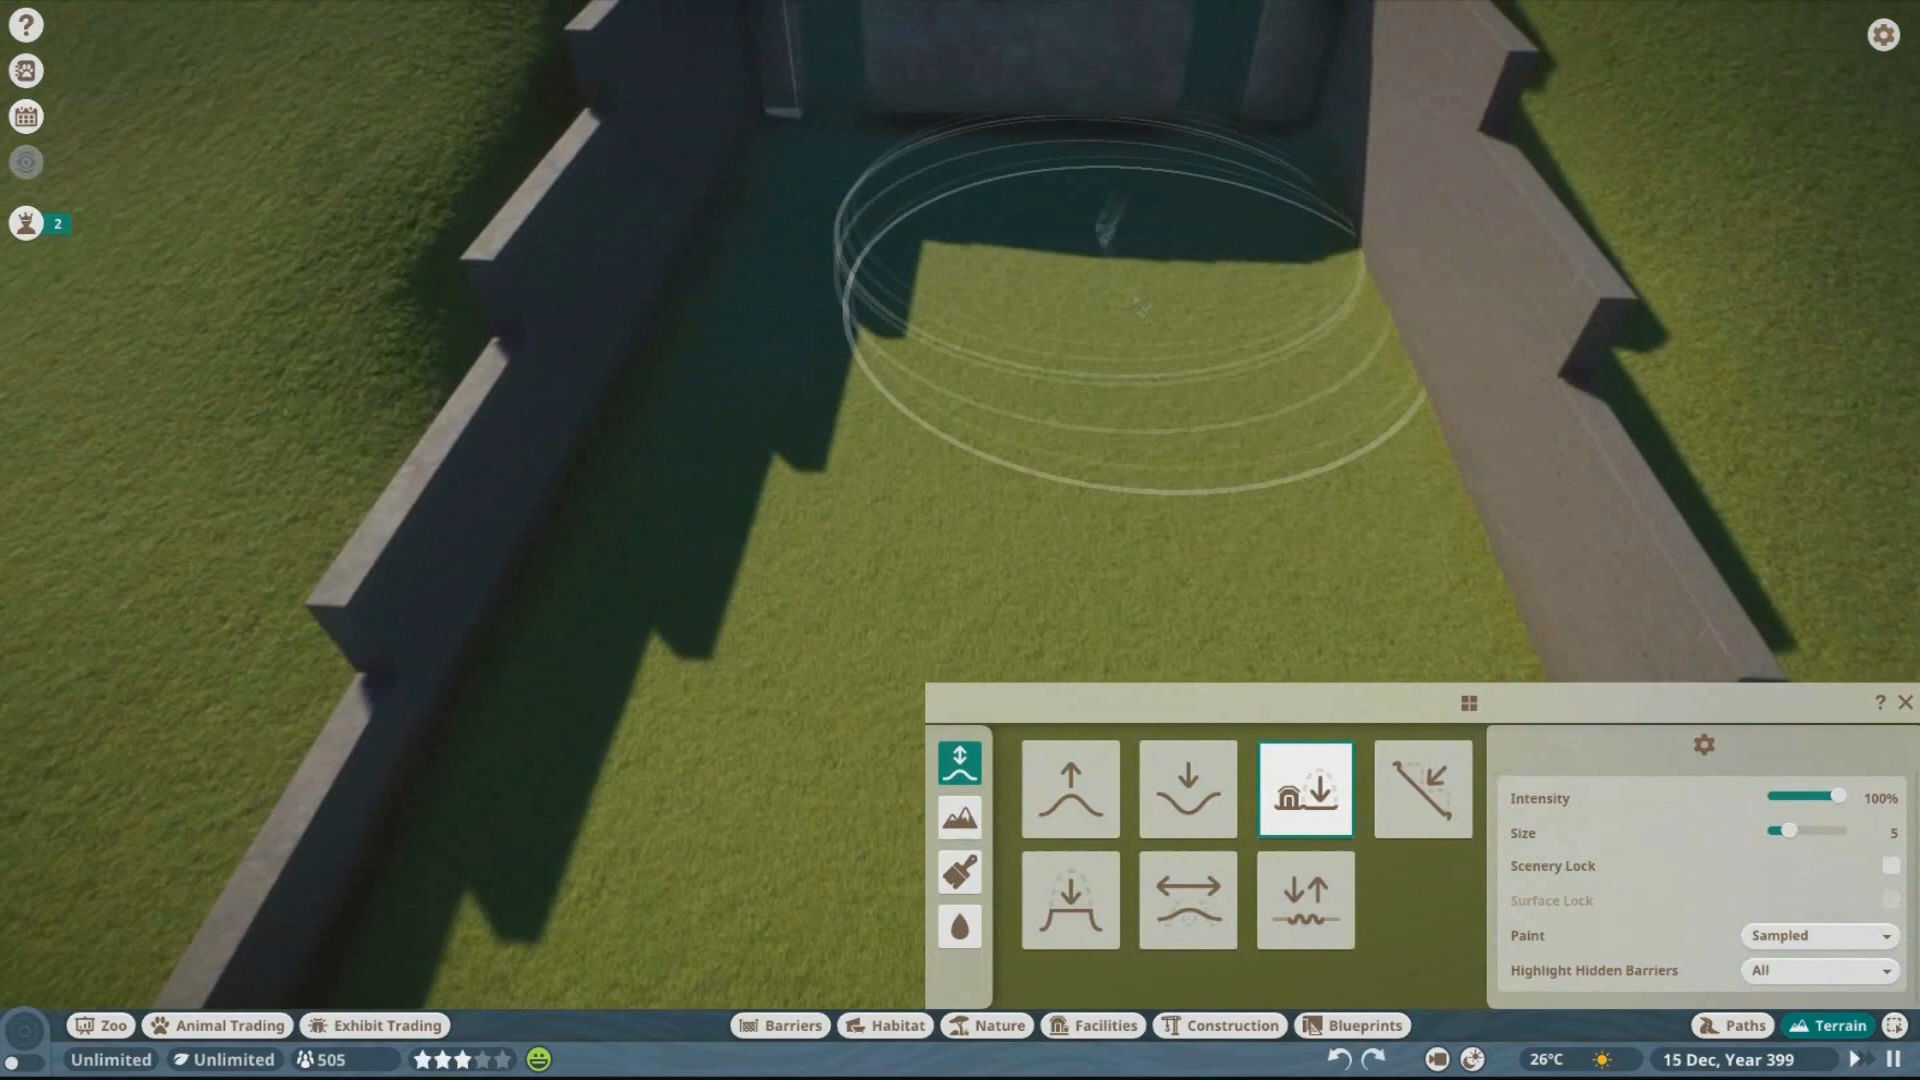 ?
2
?
Intensity 100%
Size 5
Scenery Lock
Surface Lock
Paint Sampled
Highlight Hidden Barriers All
Zoo Animal Trading Exhibit Trading Barriers Habitat Nature Facilities Construction Blueprints Paths Terrain
Unlimited Unlimited 505 26°C 15 Dec, Year 399